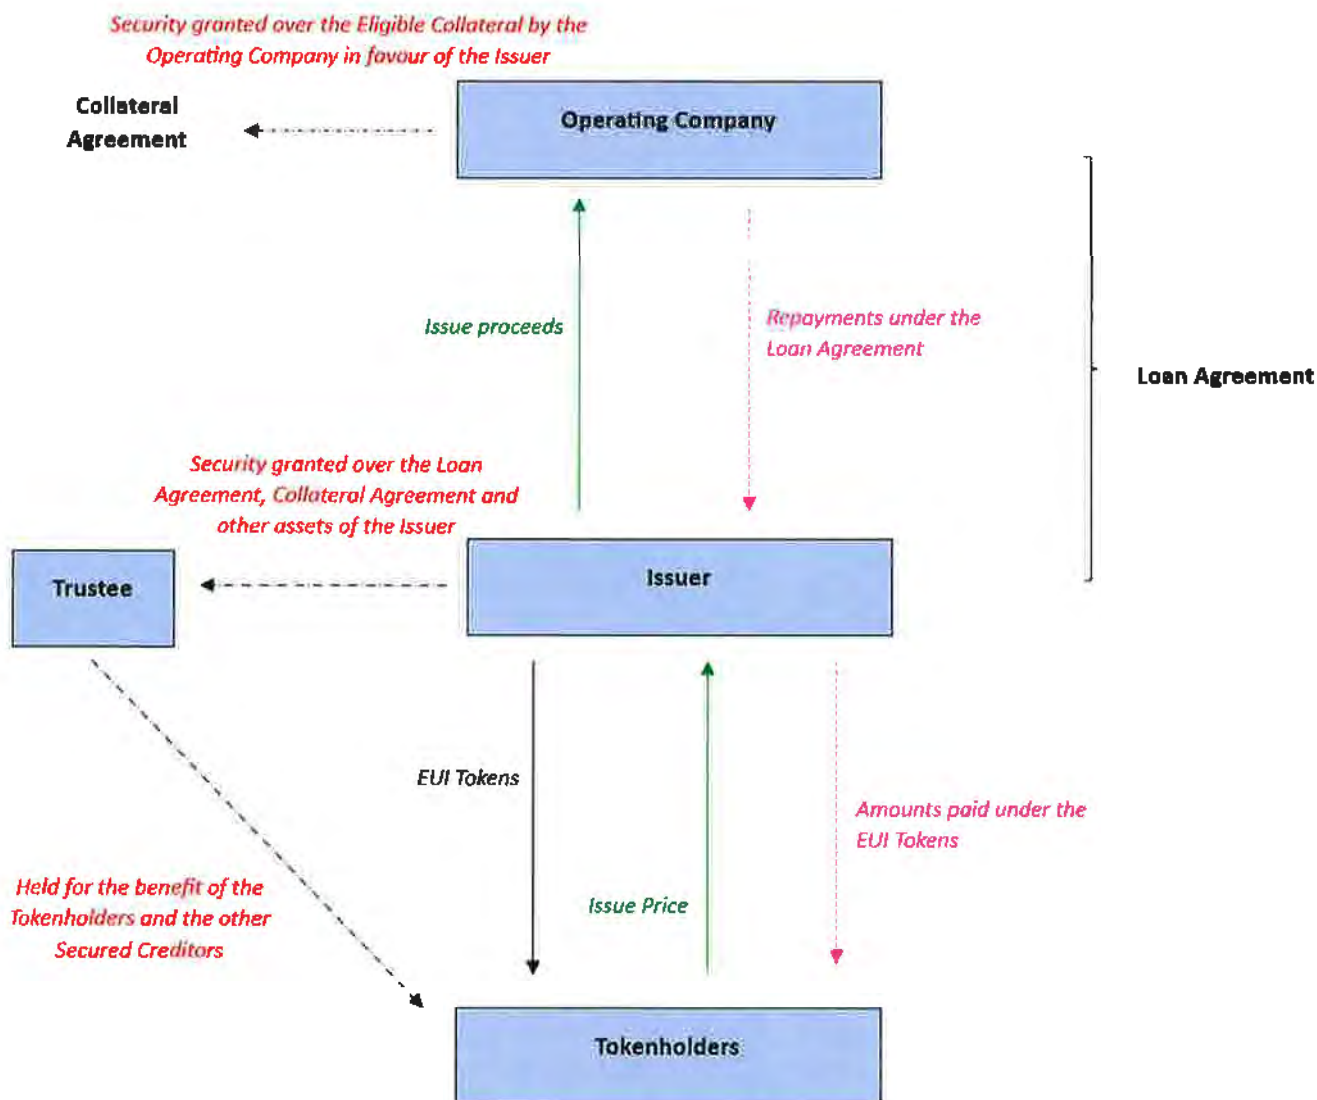 Security granted over the Eligible Collateral by the
Operating Company in favour of the Issuer
Collateral
Agreement
Operating Company
Issue proceeds
Repayments under the
Loan Agreement
Loan Agreement
Security granted over the Loan
Agreement, Collateral Agreement and
other assets of the Issuer
Trustee
Issuer
EUI Tokens
Amounts paid under the
EUI Tokens
Held for the benefit of the
Tokenholders and the other
Secured Creditors
Issue Price
Tokenholders